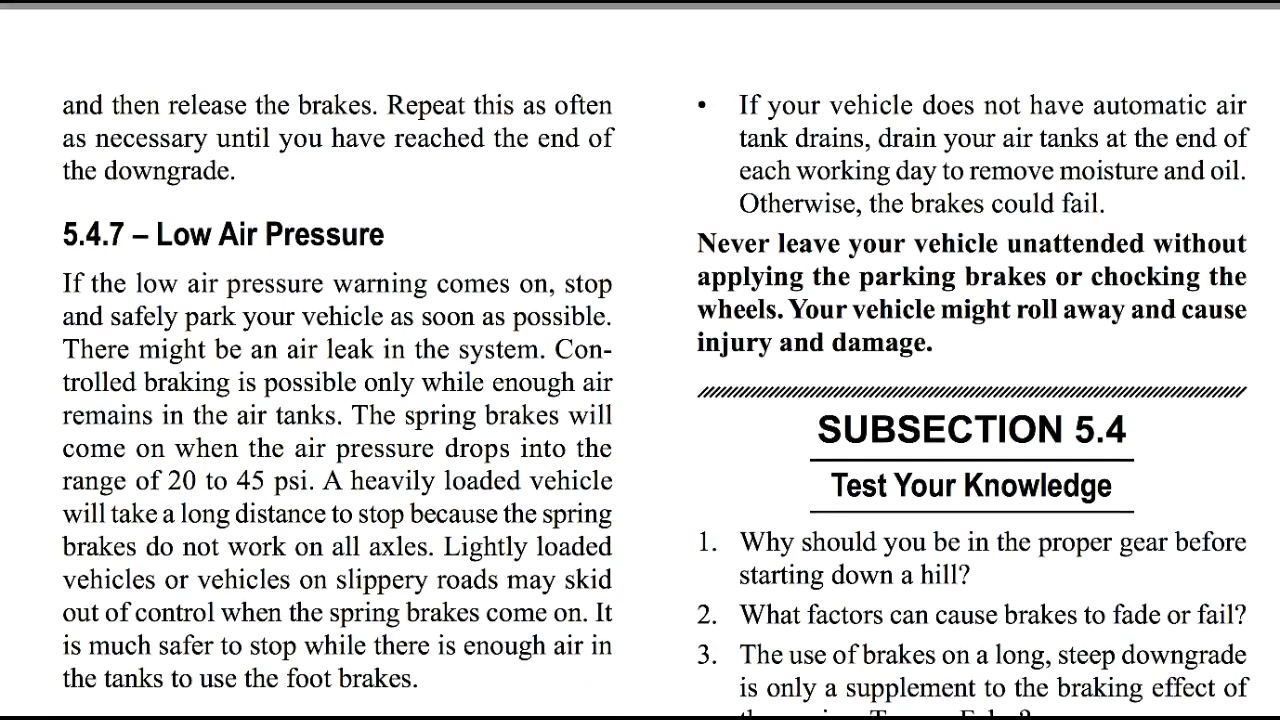 and then release the brakes. Repeat this as often
as necessary until you have reached the end of
the downgrade.
5.4.7 – Low Air Pressure
If the low air pressure warning comes on, stop
and safely park your vehicle as soon as possible.
There might be an air leak in the system. Con-
trolled braking is possible only while enough air
remains in the air tanks. The spring brakes will
come on when the air pressure drops into the
range of 20 to 45 psi. A heavily loaded vehicle
will take a long distance to stop because the spring
brakes do not work on all axles. Lightly loaded
vehicles or vehicles on slippery roads may skid
out of control when the spring brakes come on. It
is much safer to stop while there is enough air in
the tanks to use the foot brakes.
• If your vehicle does not have automatic air
tank drains, drain your air tanks at the end of
each working day to remove moisture and oil.
Otherwise, the brakes could fail.
Never leave your vehicle unattended without
applying the parking brakes or chocking the
wheels. Your vehicle might roll away and cause
injury and damage.
SUBSECTION 5.4
Test Your Knowledge
1. Why should you be in the proper gear before
starting down a hill?
2. What factors can cause brakes to fade or fail?
3. The use of brakes on a long, steep downgrade
is only a supplement to the braking effect of